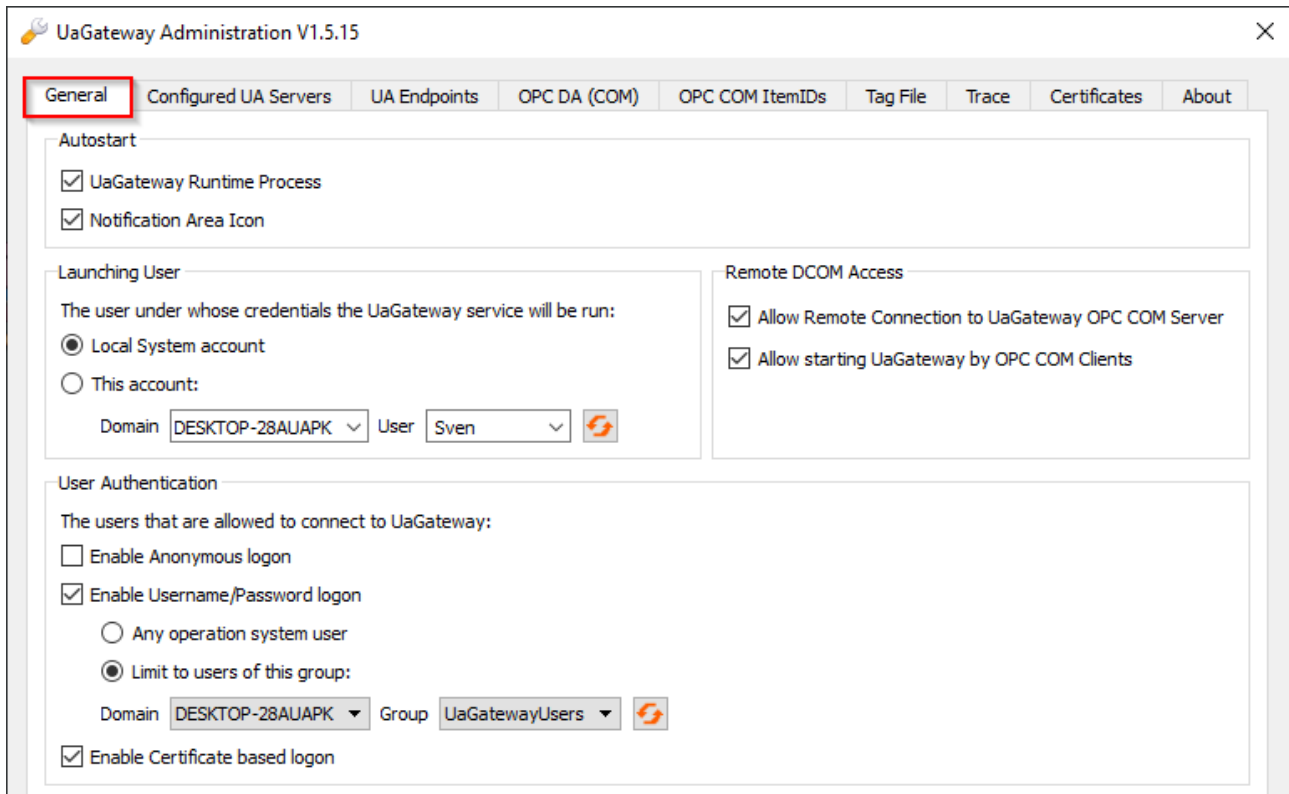 UaGateway Administration V1.5.15
General Configured UA Servers UA Endpoints OPC DA (COM) OPC COM ItemIDs Tag File Trace Certificates About
Autostart
UaGateway Runtime Process
Notification Area Icon
Launching User
The user under whose credentials the UaGateway service will be run:
Local System account
This account:
Domain DESKTOP-28AUAPK User Sven
Remote DCOM Access
Allow Remote Connection to UaGateway OPC COM Server
Allow starting UaGateway by OPC COM Clients
User Authentication
The users that are allowed to connect to UaGateway:
Enable Anonymous logon
Enable Username/Password logon
Any operation system user
Limit to users of this group:
Domain DESKTOP-28AUAPK Group UaGatewayUsers
Enable Certificate based logon